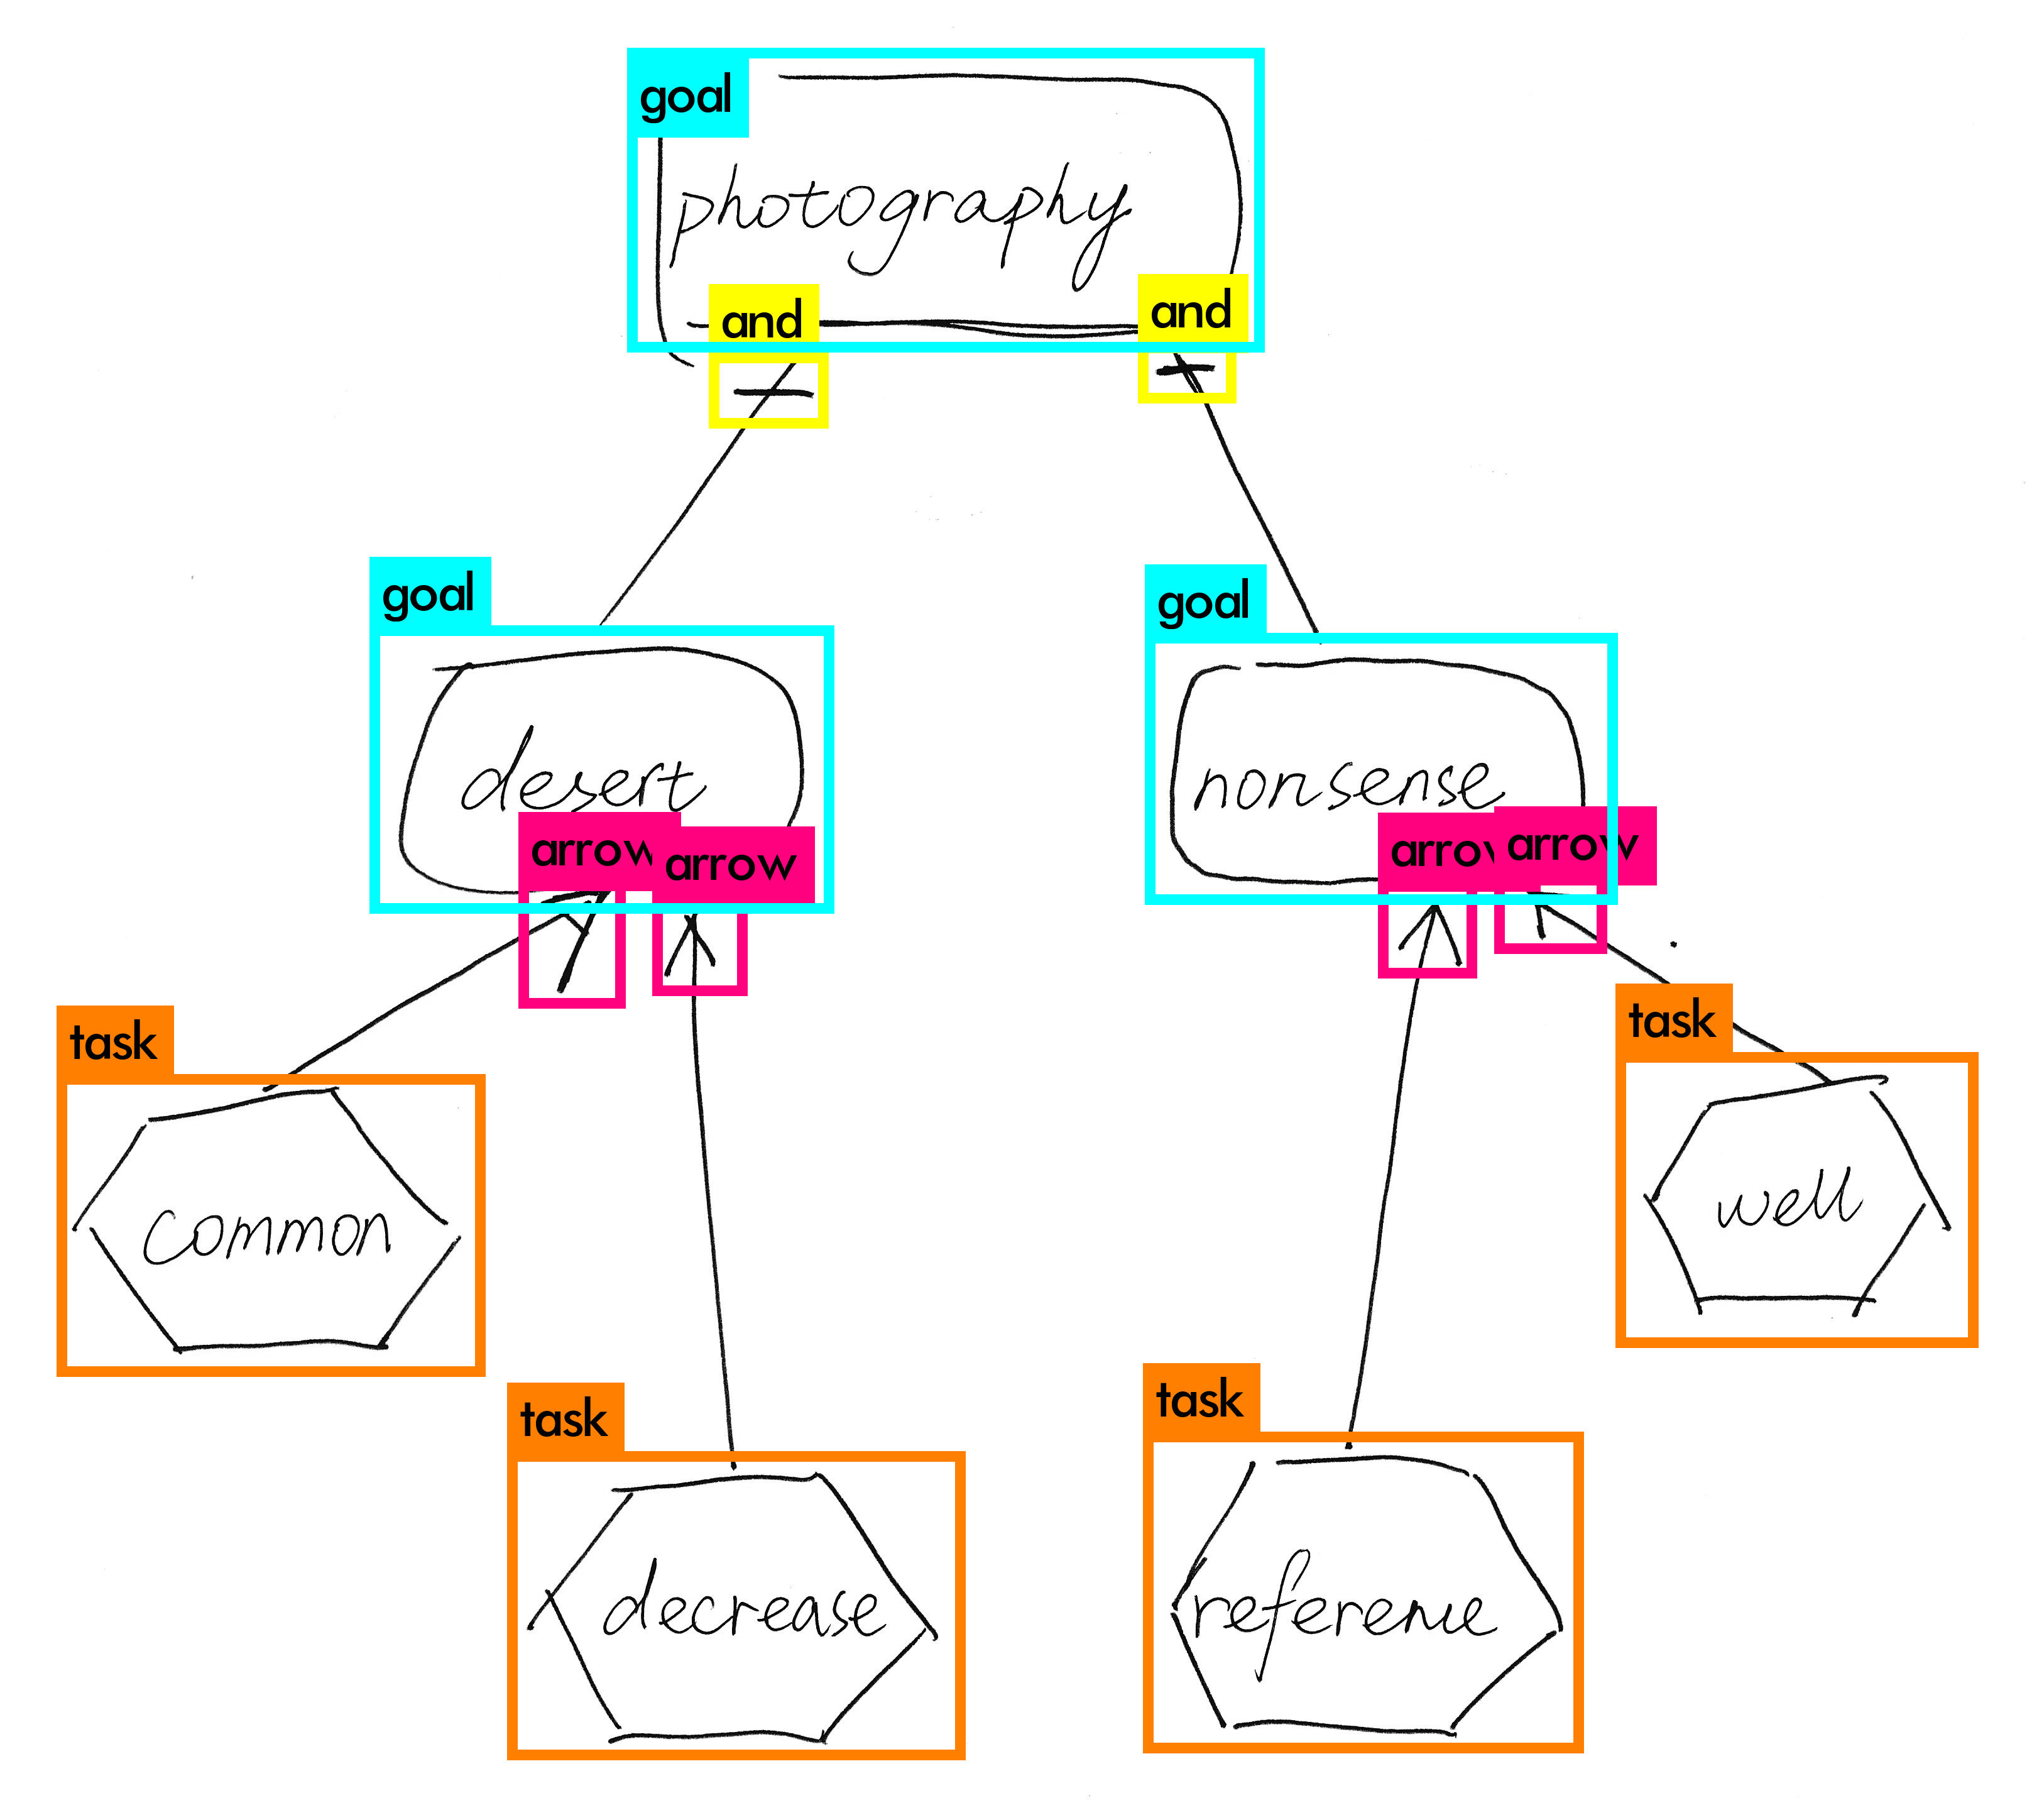 goal
photography
and
and
goal
goal
desert
nonsense
arrow
arrow
arrow
arrow
task
task
common
well
task
task
decrease
reference